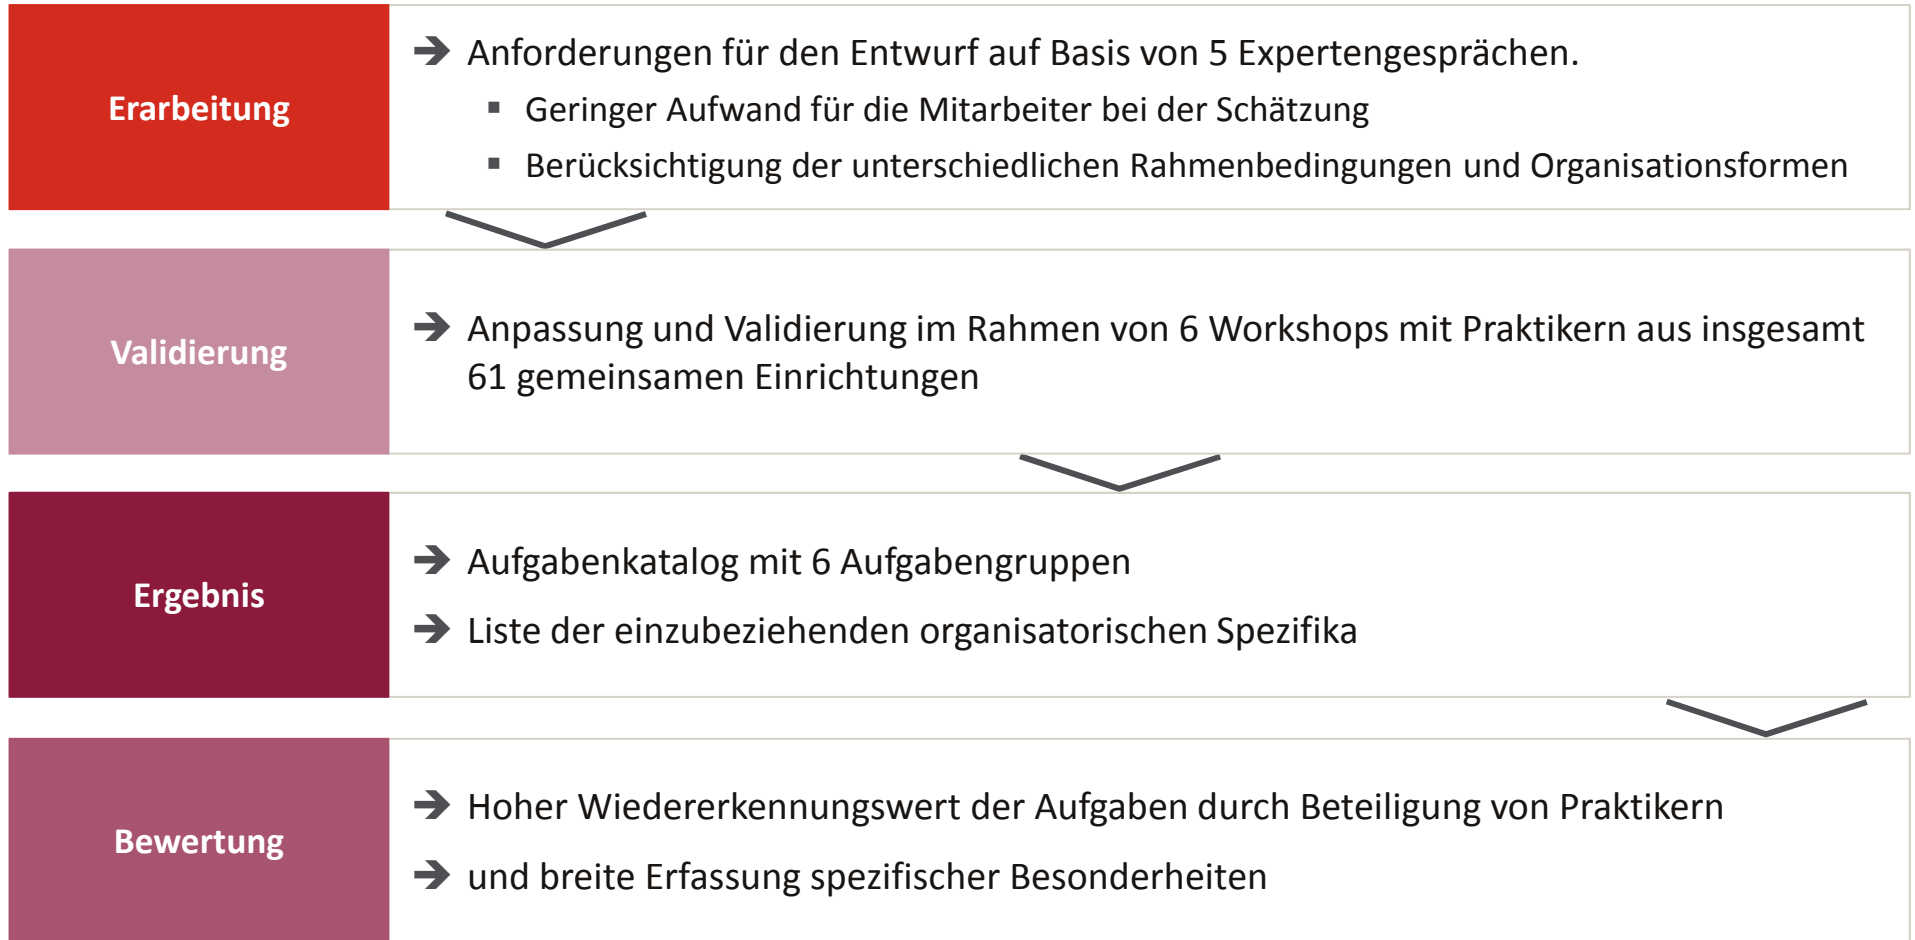 Erarbeitung
➔ Anforderungen für den Entwurf auf Basis von 5 Expertengesprächen.
▪ Geringer Aufwand für die Mitarbeiter bei der Schätzung
▪ Berücksichtigung der unterschiedlichen Rahmenbedingungen und Organisationsformen
Validierung
➔ Anpassung und Validierung im Rahmen von 6 Workshops mit Praktikern aus insgesamt
61 gemeinsamen Einrichtungen
Ergebnis
➔ Aufgabenkatalog mit 6 Aufgabengruppen
➔ Liste der einzubeziehenden organisatorischen Spezifika
Bewertung
➔ Hoher Wiedererkennungswert der Aufgaben durch Beteiligung von Praktikern
➔ und breite Erfassung spezifischer Besonderheiten